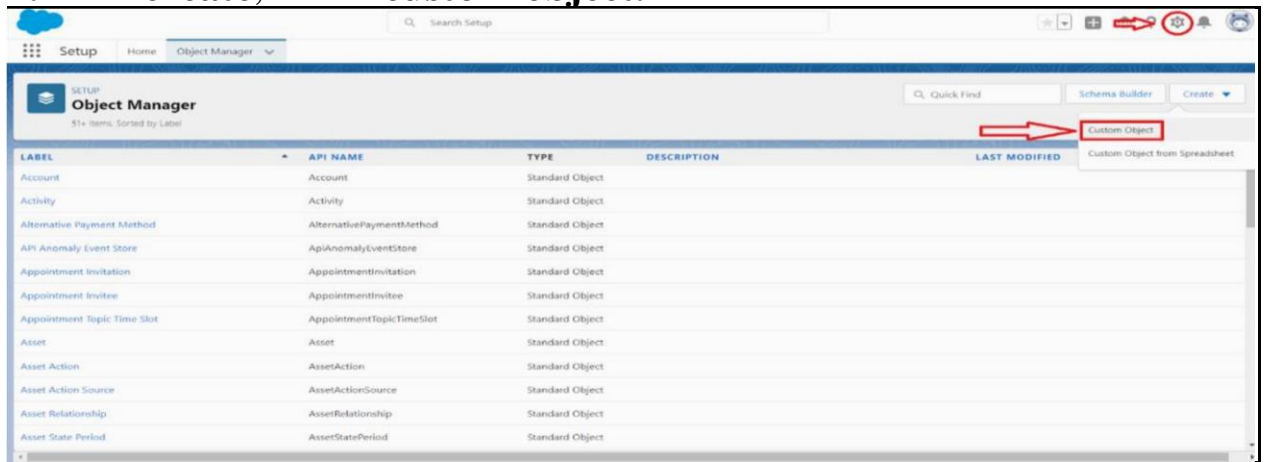 Search Setup
Setup Home Object Manager
SETUP
Object Manager
51+ Items. Sorted by Label
Quick Find
Schema Builder
Create
Custom Object
Custom Object from Spreadsheet
LABEL API NAME TYPE DESCRIPTION LAST MODIFIED
Account Account Standard Object
Activity Activity Standard Object
Alternative Payment Method AlternativePaymentMethod Standard Object
API Anomaly Event Store ApiAnomalyEventStore Standard Object
Appointment Invitation AppointmentInvitation Standard Object
Appointment Invitee AppointmentInvitee Standard Object
Appointment Topic Time Slot AppointmentTopicTimeSlot Standard Object
Asset Asset Standard Object
Asset Action AssetAction Standard Object
Asset Action Source AssetActionSource Standard Object
Asset Relationship AssetRelationship Standard Object
Asset State Period AssetStatePeriod Standard Object